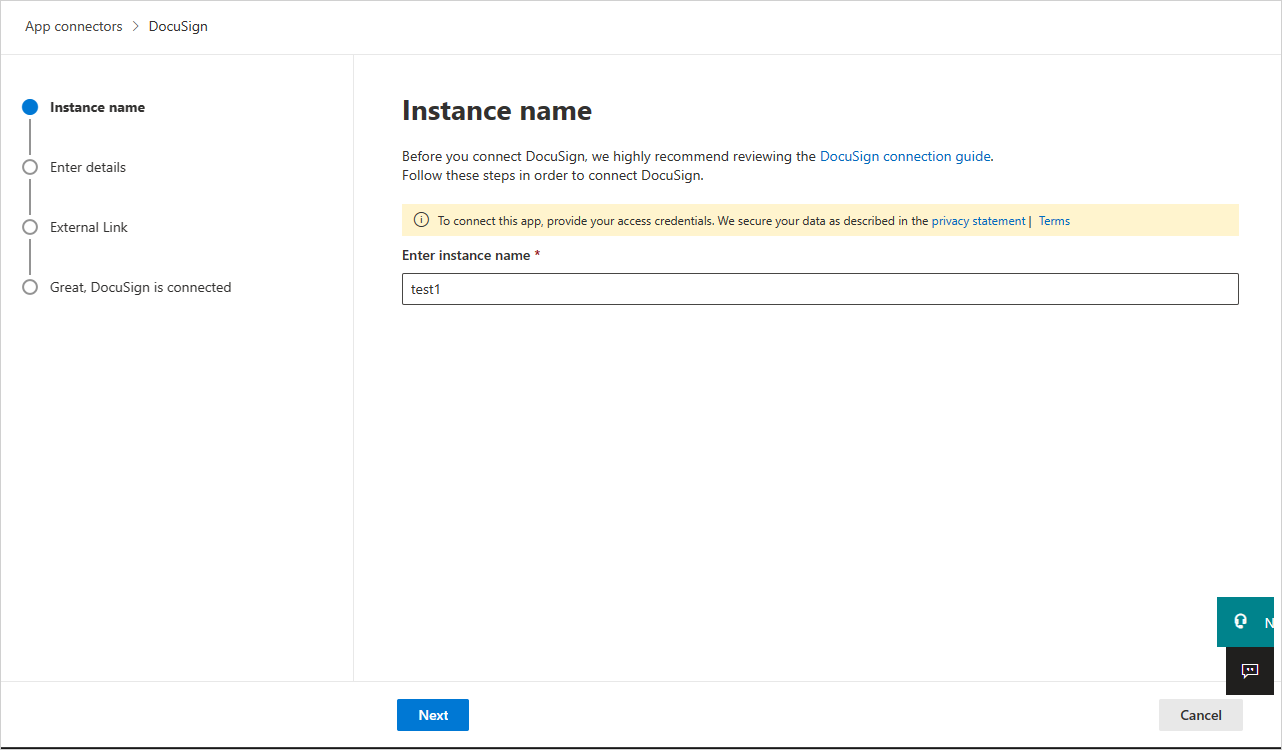 App connectors > DocuSign
Instance name
Enter details
External Link
Great, DocuSign is connected
Instance name
Before you connect DocuSign, we highly recommend reviewing the DocuSign connection guide.
Follow these steps in order to connect DocuSign.
To connect this app, provide your access credentials. We secure your data as described in the privacy statement | Terms
Enter instance name *
test1
N
Next
Cancel